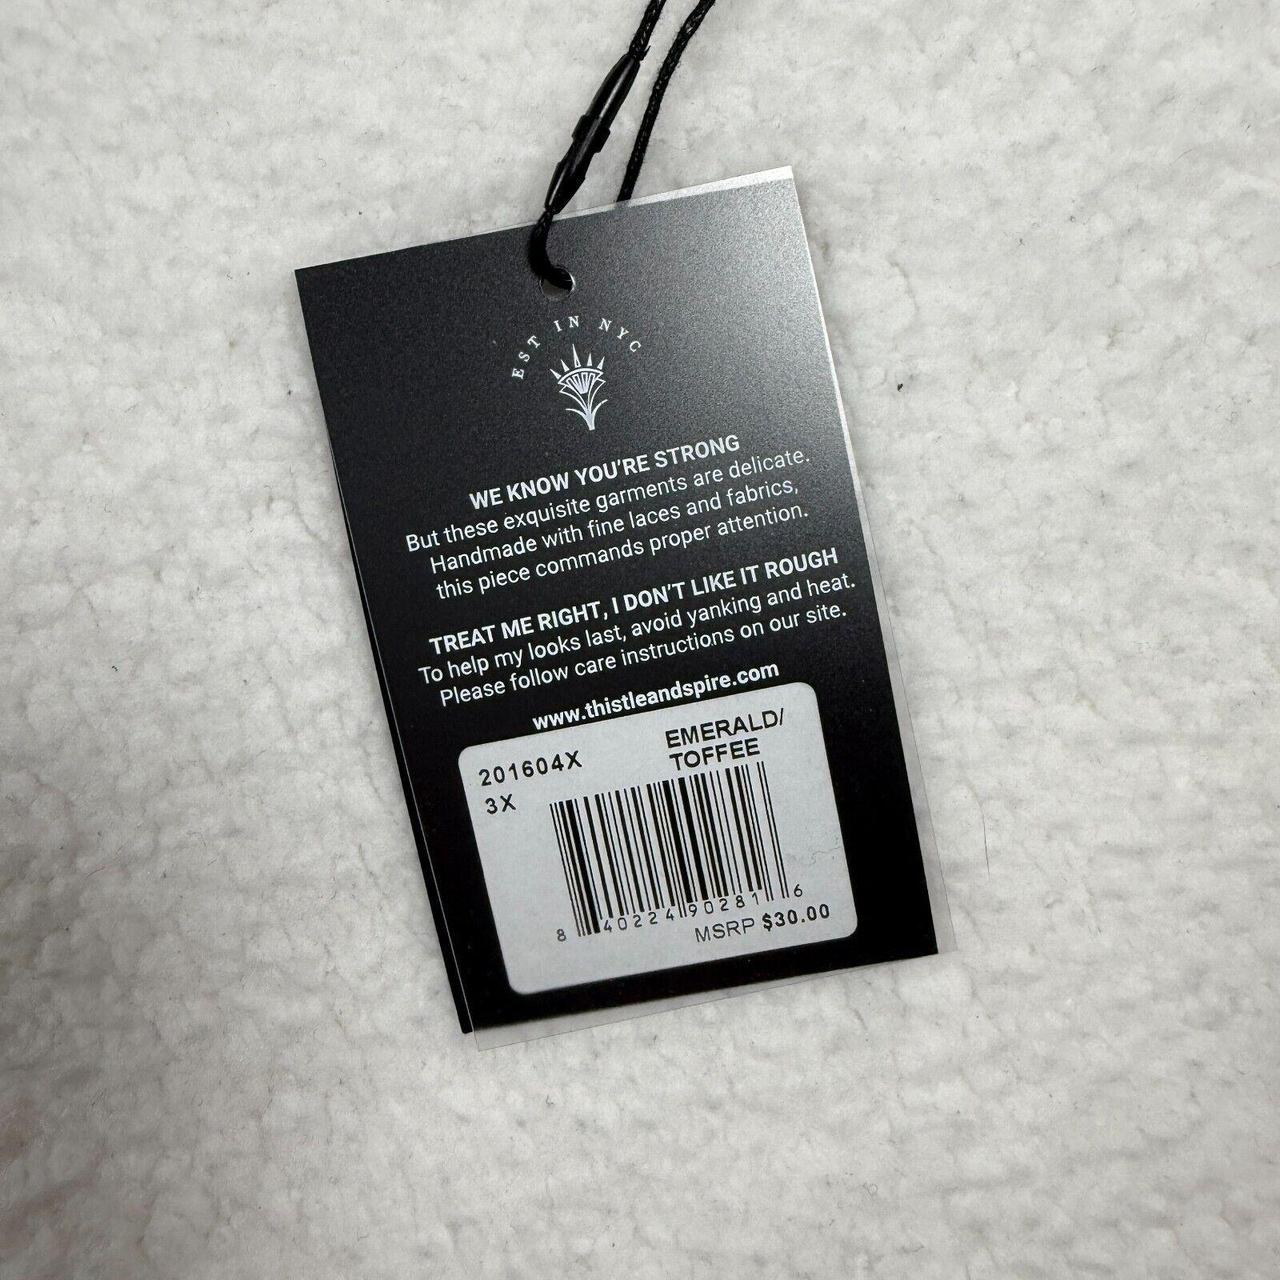 EST IN NYC
WE KNOW YOU'RE STRONG
But these exquisite garments are delicate.
Handmade with fine laces and fabrics,
this piece commands proper attention.
TREAT ME RIGHT, I DON'T LIKE IT ROUGH
To help my looks last, avoid yanking and heat.
Please follow care instructions on our site.
www.thistleandspire.com
201604X
EMERALD/
TOFFEE
3X
8 40224 90281 6
MSRP $30.00